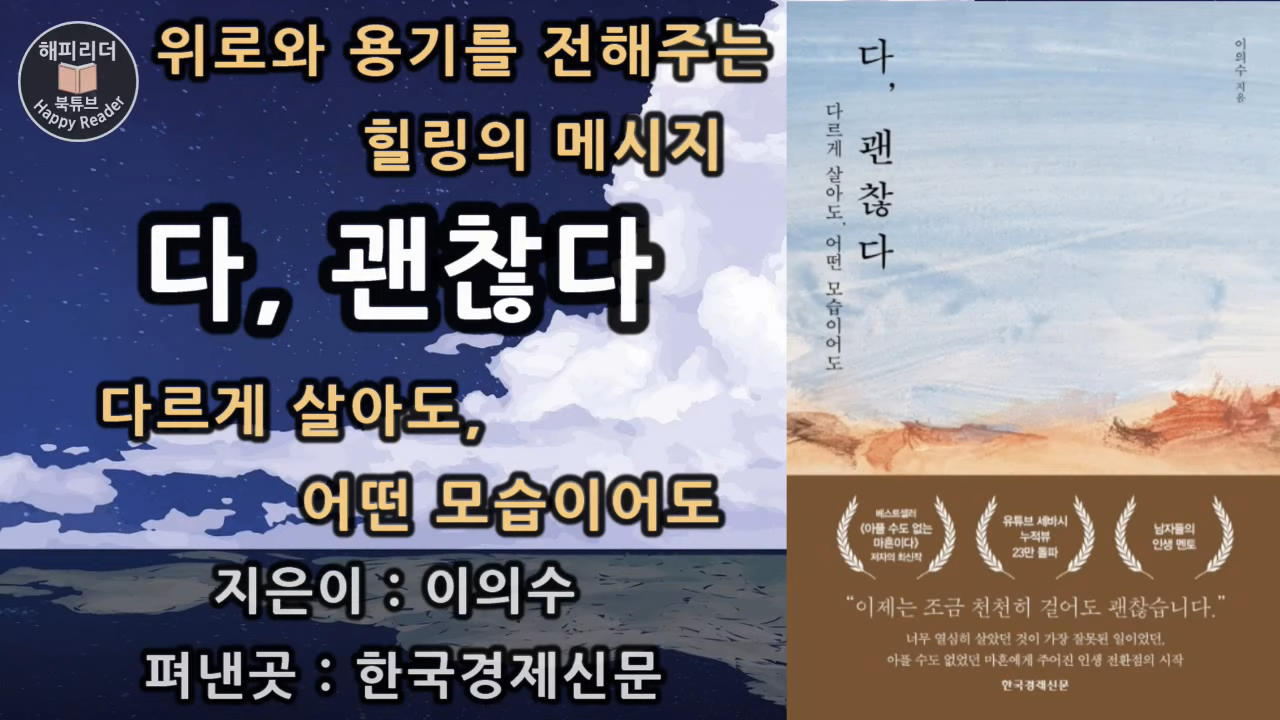 해피리더
북튜브
Happy Reader
위로와 용기를 전해주는
힐링의 메시지
다, 괜찮다
다르게 살아도,
어떤 모습이어도
지은이 : 이의수
펴낸곳 : 한국경제신문
이의수 지음
다, 괜찮다
다르게 살아도, 어떤 모습이어도
베스트셀러
《아플 수도 없는
마흔이다》
저자의 최신작
유튜브 세바시
누적뷰
23만 돌파
남자들의
인생 멘토
“이제는 조금 천천히 걸어도 괜찮습니다.”
너무 열심히 살았던 것이 가장 잘못된 일이었던,
아플 수도 없었던 마흔에게 주어진 인생 전환점의 시작
한국경제신문